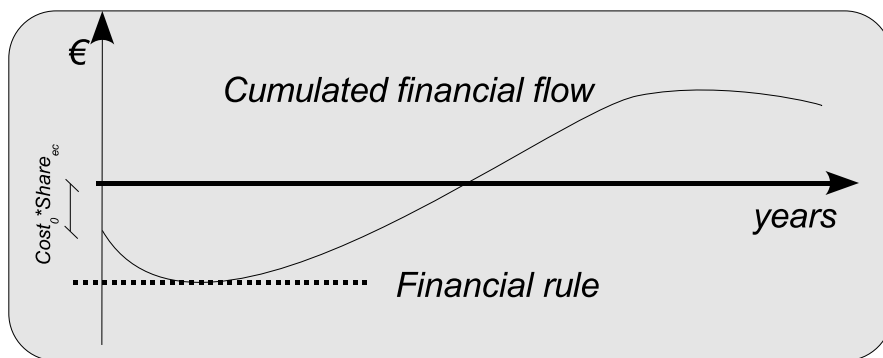 €
Cumulated financial flow
Cost₀*Shareₑc
years
Financial rule